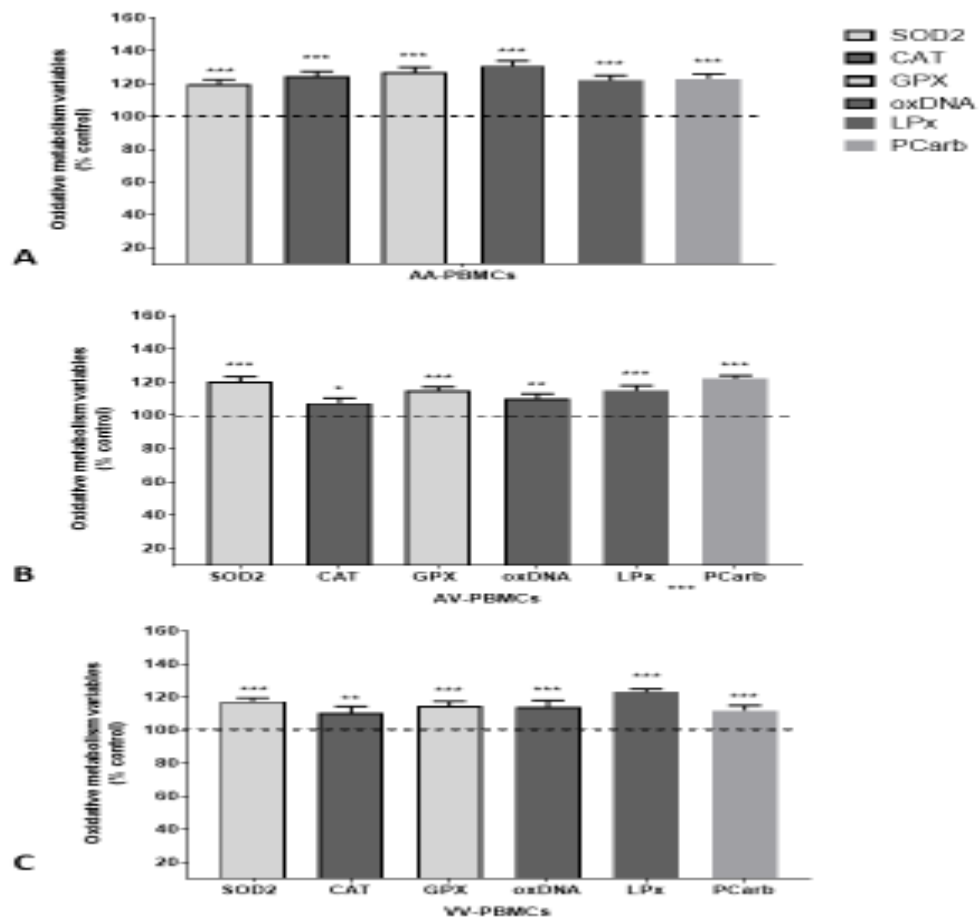 160
140
120
100
80
60
40
20
Oxidative metabolism variables
(% control)
*** *** *** *** *** ***
A
AA-PBMCs
SOD2
CAT
GPX
oxDNA
LPx
PCarb
160
140
120
100
80
60
40
20
Oxidative metabolism variables
(% control)
*** * *** ** *** ***
B
SOD2 CAT GPX oxDNA LPx PCarb
AV-PBMCs
***
160
140
120
100
80
60
40
20
Oxidative metabolism variables
(% control)
*** ** *** *** *** ***
C
SOD2 CAT GPX oxDNA LPx PCarb
VV-PBMCs